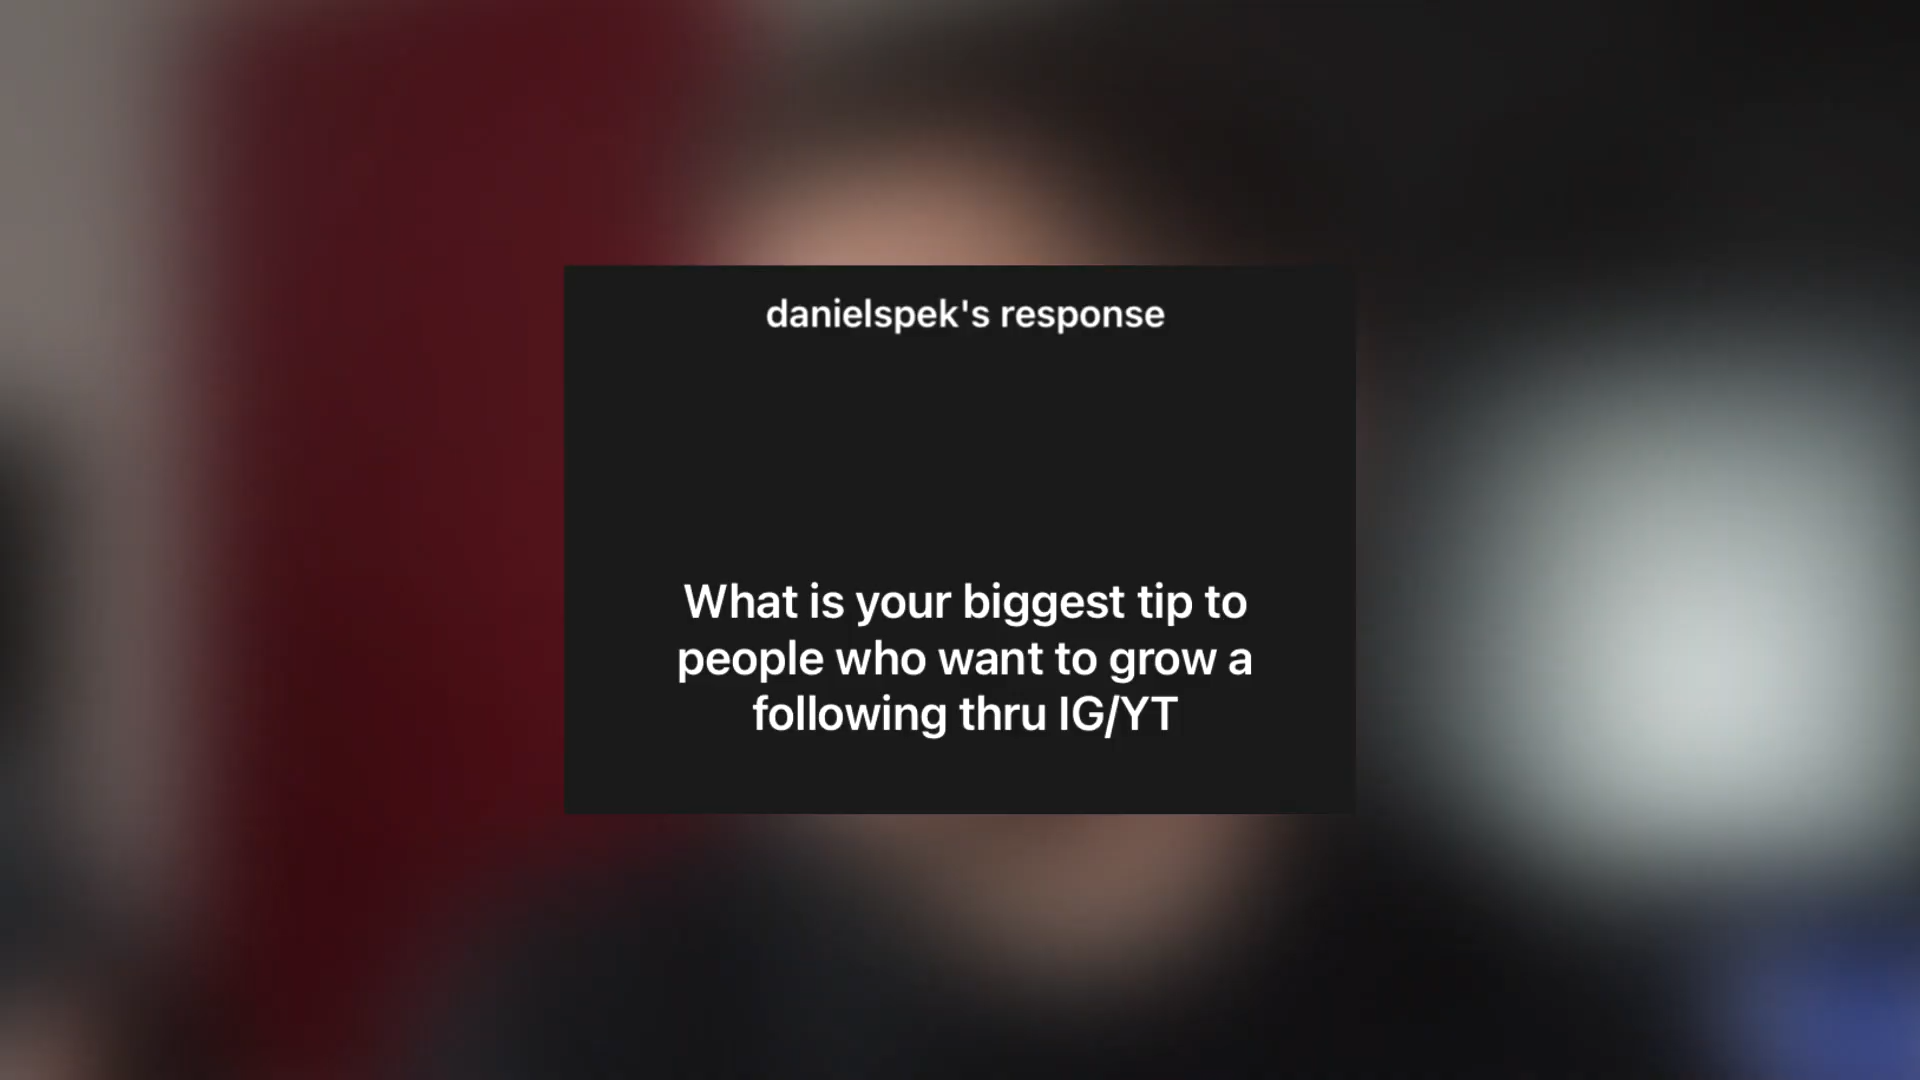 danielspek's response
What is your biggest tip to
people who want to grow a
following thru IG/YT